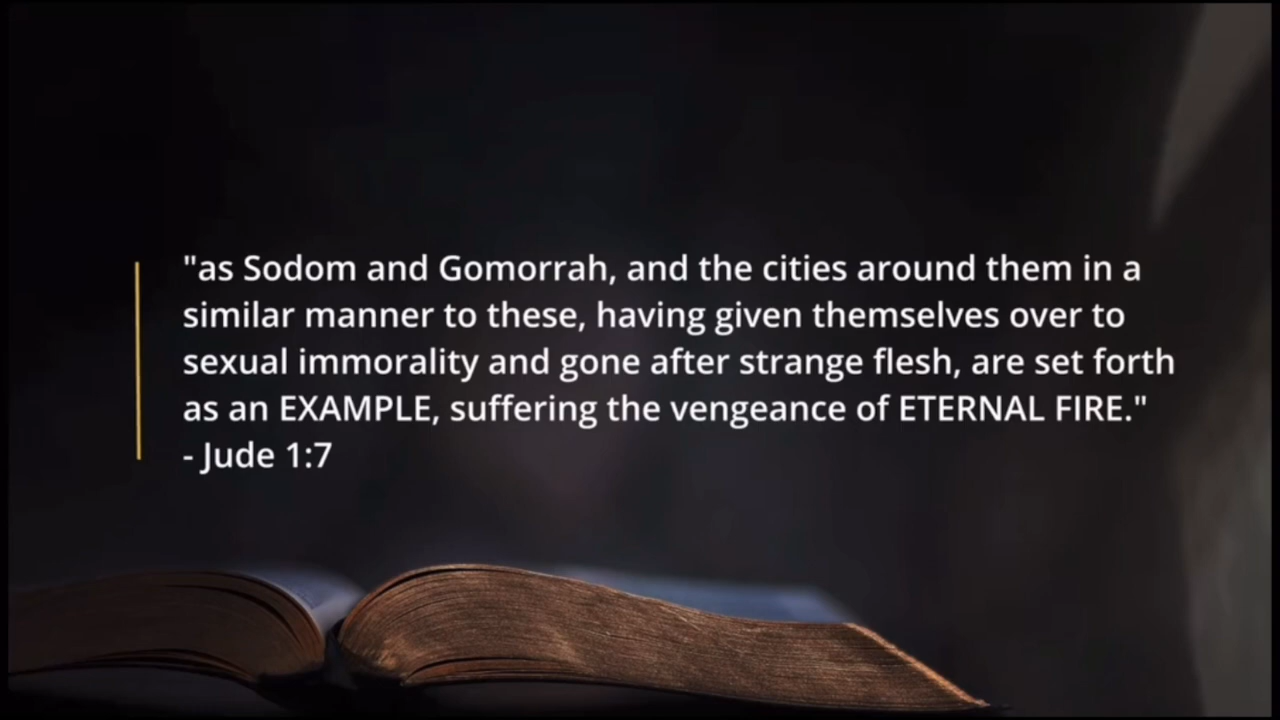 "as Sodom and Gomorrah, and the cities around them in a
similar manner to these, having given themselves over to
sexual immorality and gone after strange flesh, are set forth
as an EXAMPLE, suffering the vengeance of ETERNAL FIRE."
- Jude 1:7